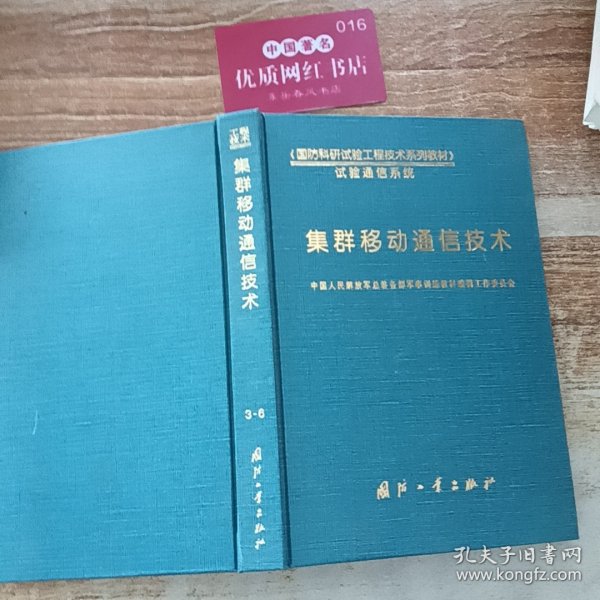 016
中国著名
优质网红书店
《国防科研试验工程技术系列教材》
试验通信系统
集群移动通信技术
中国人民解放军总装备部军事训练教材编辑工作委员会
国防工业出版社
工程
技术
集群移动通信技术
3-6
国防工业出版社
孔夫子旧书网
www.kongfz.com